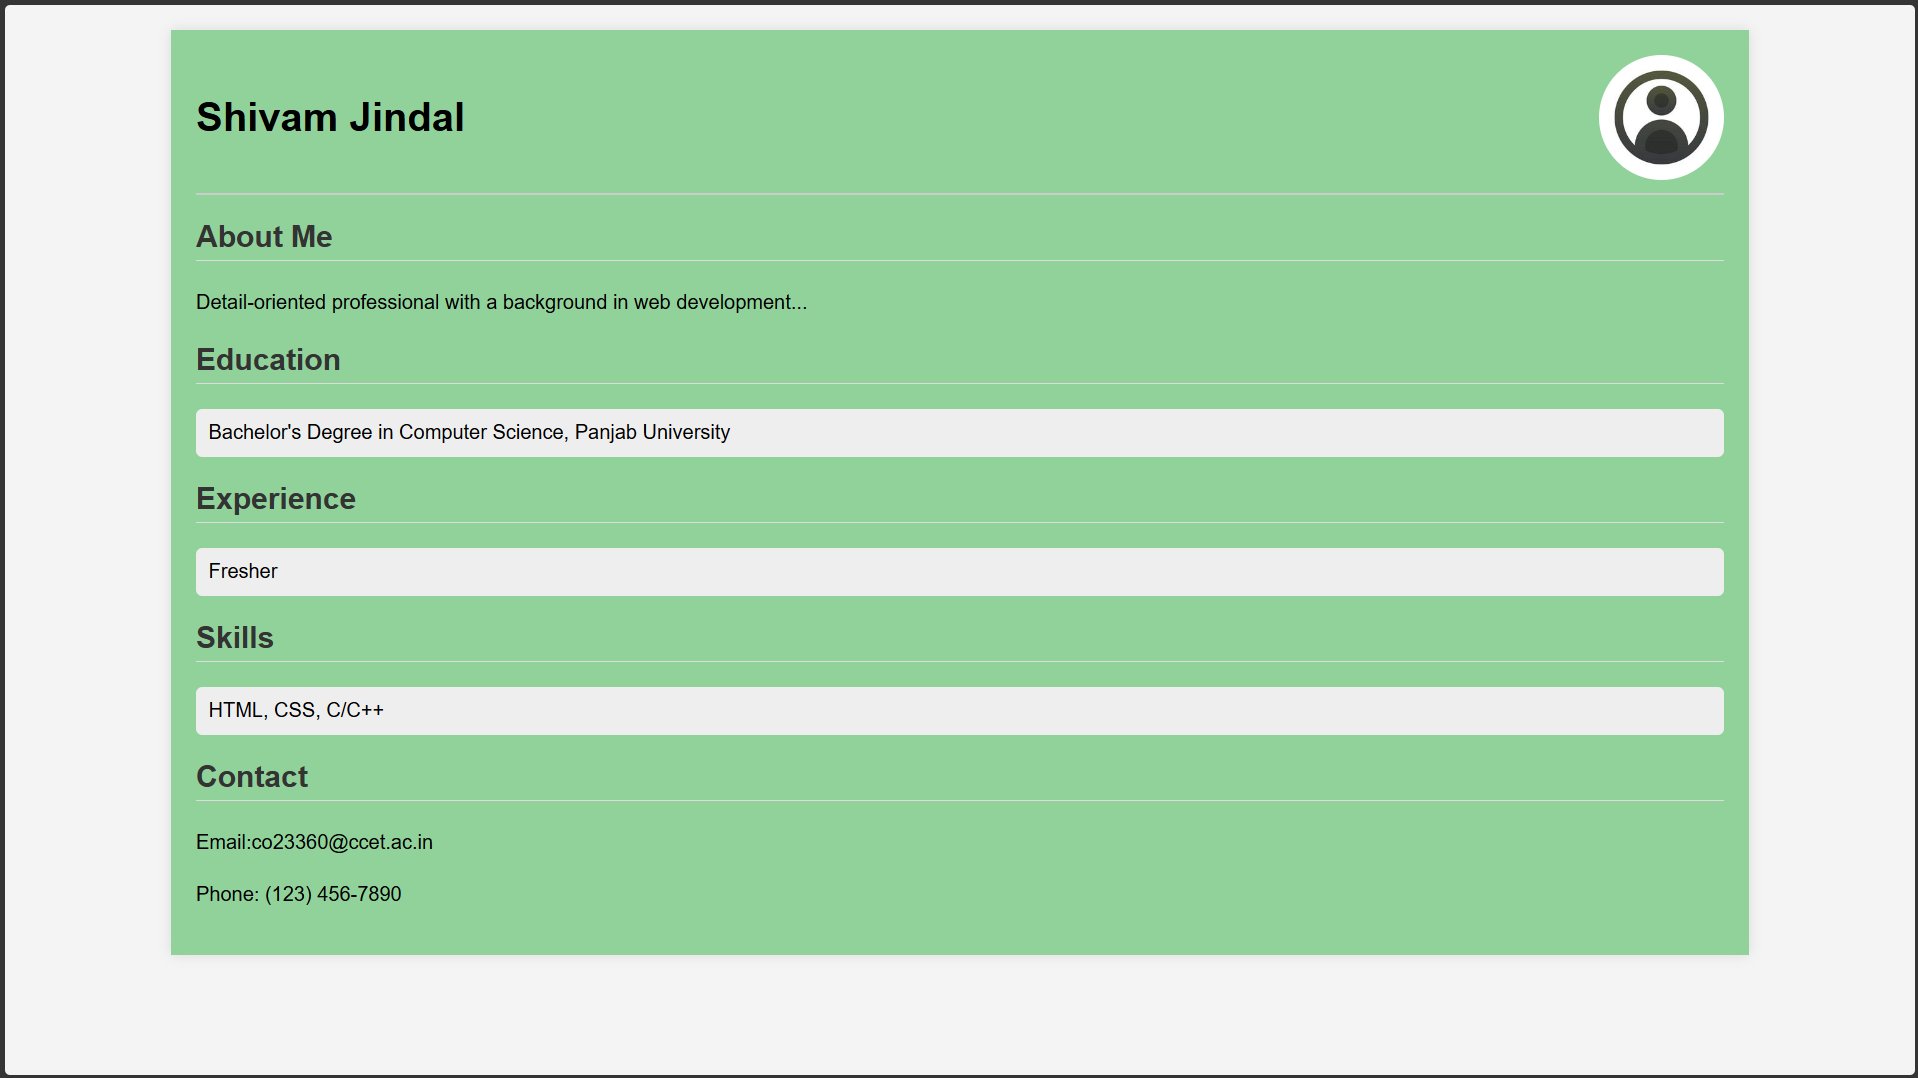 Shivam Jindal
About Me
Detail-oriented professional with a background in web development...
Education
Bachelor's Degree in Computer Science, Panjab University
Experience
Fresher
Skills
HTML, CSS, C/C++
Contact
Email:co23360@ccet.ac.in
Phone: (123) 456-7890